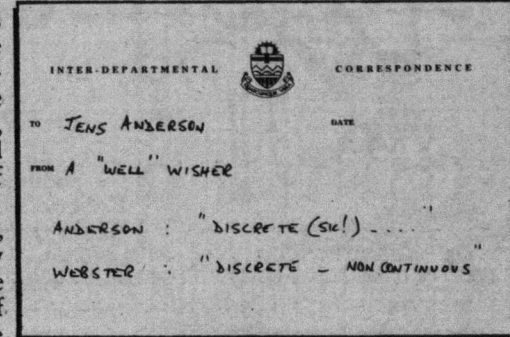 INTER-DEPARTMENTAL CORRESPONDENCE
TO JENS ANDERSON DATE
FROM A "WELL" WISHER
ANDERSON : "DISCRETE (SIC!) ...."
WEBSTER : "DISCRETE – NON CONTINUOUS"